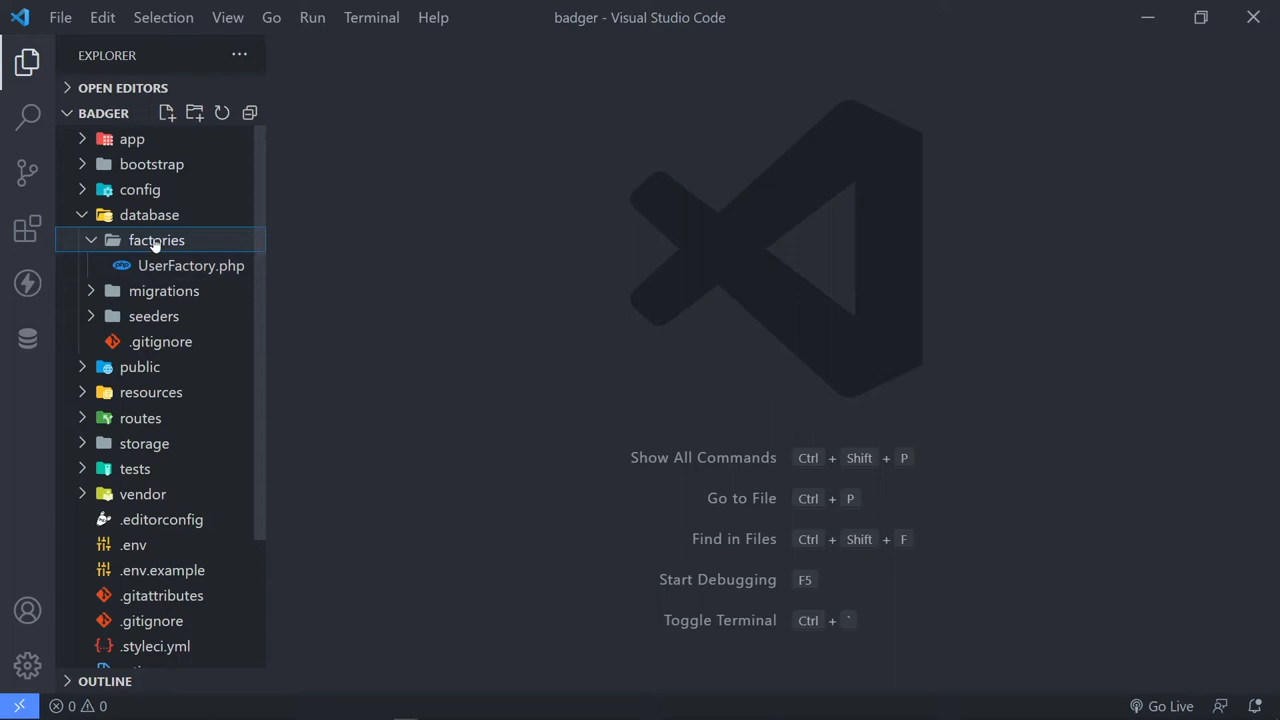 File Edit Selection View Go Run Terminal Help badger - Visual Studio Code
EXPLORER
OPEN EDITORS
BADGER
app
bootstrap
config
database
factories
php UserFactory.php
migrations
seeders
.gitignore
public
resources
routes
storage
tests
vendor
.editorconfig
.env
.env.example
.gitattributes
.gitignore
.styleci.yml
OUTLINE
Show All Commands Ctrl + Shift + P
Go to File Ctrl + P
Find in Files Ctrl + Shift + F
Start Debugging F5
Toggle Terminal Ctrl + `
0 0 Go Live